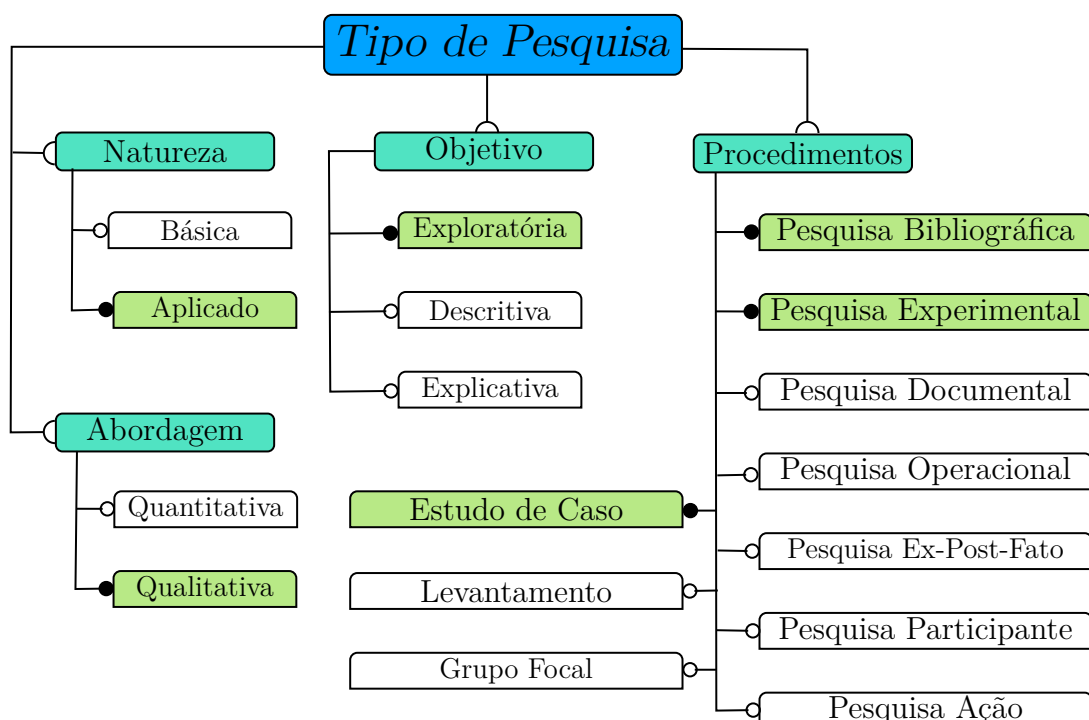 Tipo de Pesquisa
Natureza
Básica
Aplicado
Abordagem
Quantitativa
Qualitativa
Objetivo
Exploratória
Descritiva
Explicativa
Procedimentos
Pesquisa Bibliográfica
Pesquisa Experimental
Pesquisa Documental
Pesquisa Operacional
Estudo de Caso
Pesquisa Ex-Post-Fato
Levantamento
Pesquisa Participante
Grupo Focal
Pesquisa Ação